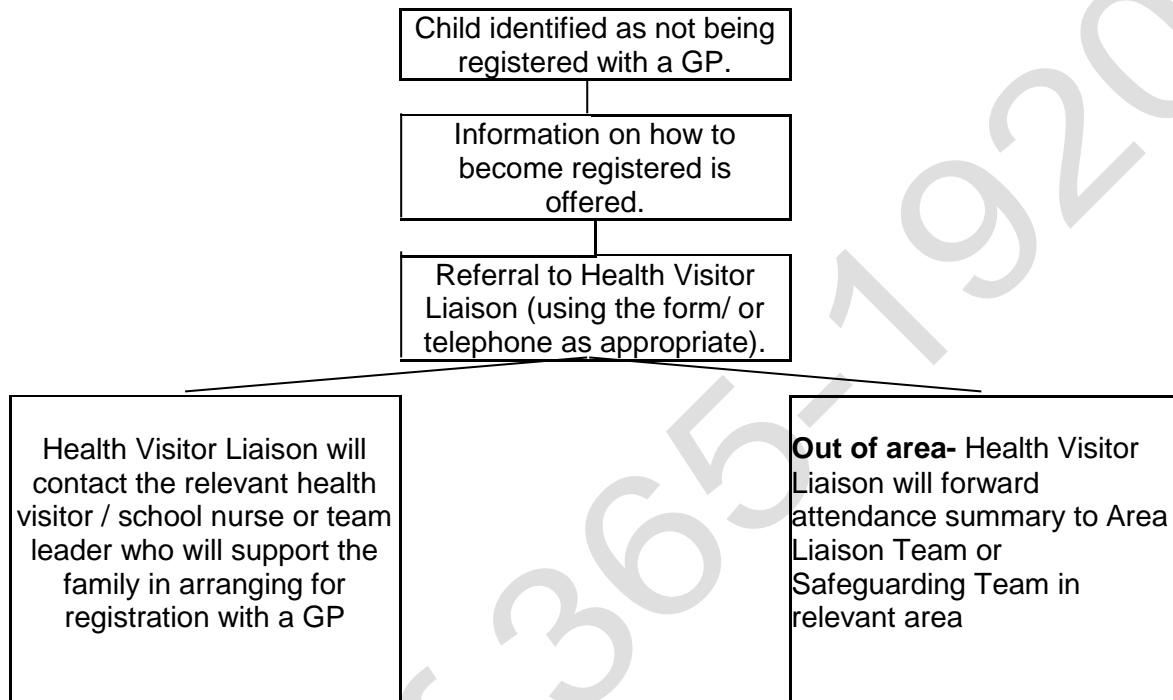 Child identified as not being
registered with a GP.
Information on how to
become registered is
offered.
Referral to Health Visitor
Liaison (using the form/ or
telephone as appropriate).
Health Visitor Liaison will
contact the relevant health
visitor / school nurse or team
leader who will support the
family in arranging for
registration with a GP
Out of area- Health Visitor
Liaison will forward
attendance summary to Area
Liaison Team or
Safeguarding Team in
relevant area
365-1920